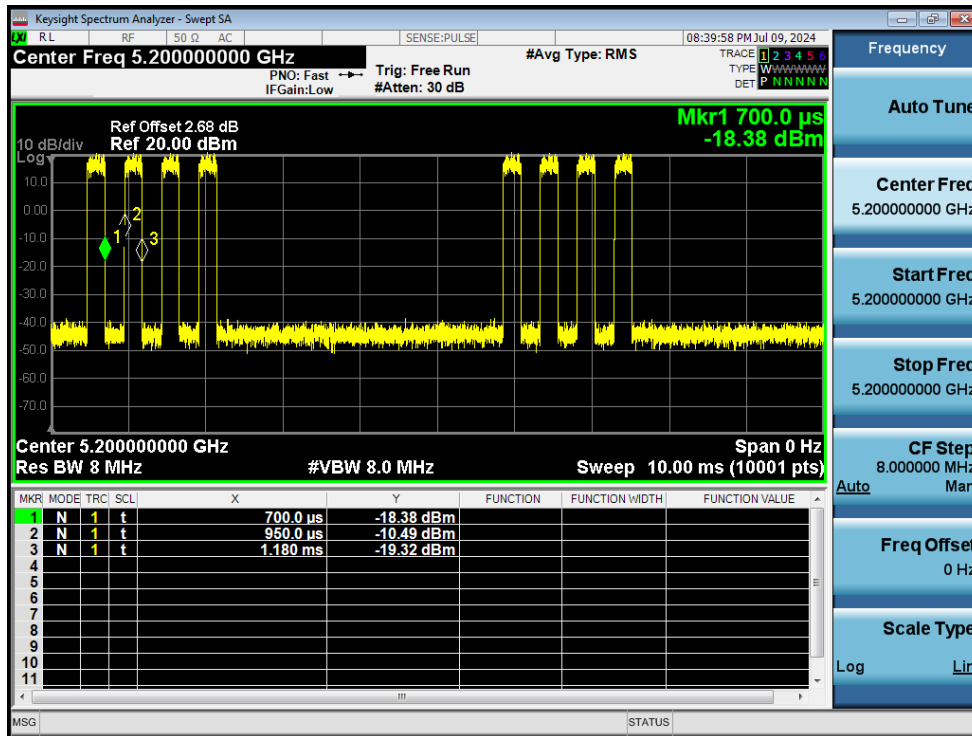 Keysight Spectrum Analyzer - Swept SA
LXI RL RF 50 Ω AC SENSE:PULSE 08:39:58 PM Jul 09, 2024
Center Freq 5.200000000 GHz
PNO: Fast
IFGain:Low
Trig: Free Run
#Atten: 30 dB
#Avg Type: RMS
TRACE 1 2 3 4 5 6
TYPE WWWWWW
DET P N N N N N
Mkr1 700.0 µs
-18.38 dBm
10 dB/div
Log
Ref Offset 2.68 dB
Ref 20.00 dBm
10.0
0.00
-10.0
-20.0
-30.0
-40.0
-50.0
-60.0
-70.0
1
2
3
Center 5.200000000 GHz
Span 0 Hz
Res BW 8 MHz
#VBW 8.0 MHz
Sweep 10.00 ms (10001 pts)
MKR MODE TRC SCL X Y FUNCTION FUNCTION WIDTH FUNCTION VALUE
1 N 1 t 700.0 µs -18.38 dBm
2 N 1 t 950.0 µs -10.49 dBm
3 N 1 t 1.180 ms -19.32 dBm
4
5
6
7
8
9
10
11
MSG
STATUS
Frequency
Auto Tune
Center Freq
5.200000000 GHz
Start Freq
5.200000000 GHz
Stop Freq
5.200000000 GHz
CF Step
8.000000 MHz
Auto Man
Freq Offset
0 Hz
Scale Type
Log Lin